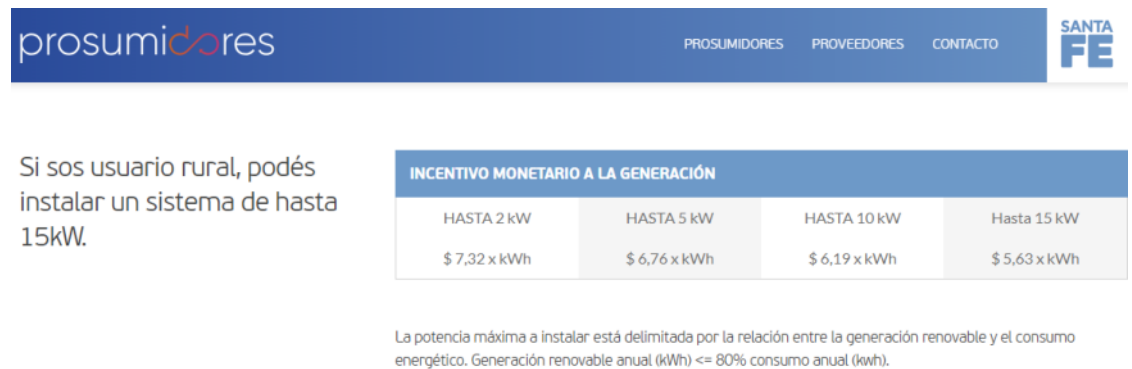 prosumidores
PROSUMIDORES PROVEEDORES CONTACTO
SANTA
FE
Si sos usuario rural, podés
instalar un sistema de hasta
15kW.
INCENTIVO MONETARIO A LA GENERACIÓN
HASTA 2 kW HASTA 5 kW HASTA 10 kW Hasta 15 kW
$ 7,32 x kWh $ 6,76 x kWh $ 6,19 x kWh $ 5,63 x kWh
La potencia máxima a instalar está delimitada por la relación entre la generación renovable y el consumo
energético. Generación renovable anual (kWh) <= 80% consumo anual (kwh).